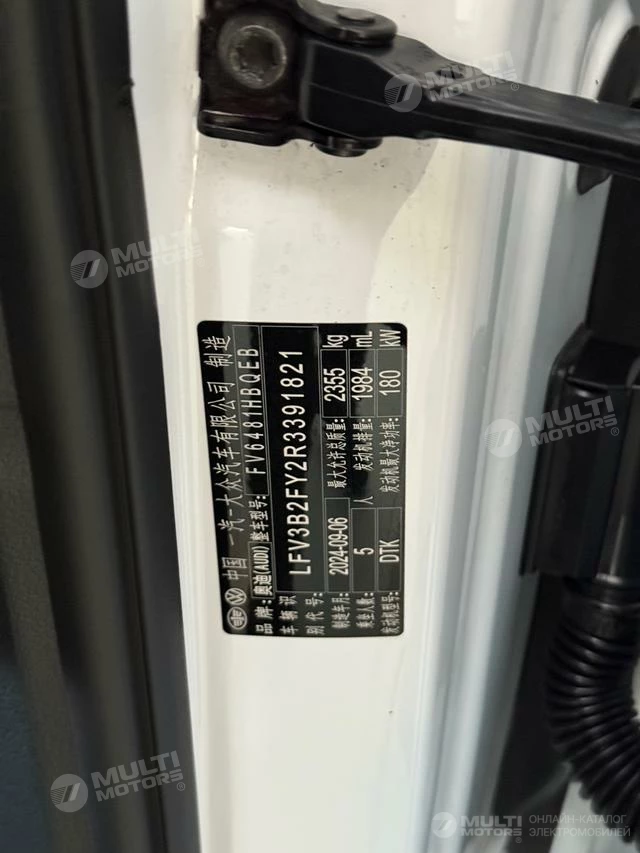 中国 一汽-大众汽车有限公司 制造
品牌: 奥迪(AUDI) 整车型号: FV6481HBQEB
车辆识别代号: LFV3B2FY2R3391821
制造年月: 2024-09-06 最大允许总质量: 2355 kg
乘坐人数: 5 人 发动机排量: 1984 mL
发动机型号: DTK 发动机最大净功率: 180 kW
MULTI MOTORS®
MULTI MOTORS®
MULTI MOTORS®
MULTI MOTORS®
MULTI MOTORS®
MULTI MOTORS®
ОНЛАЙН-КАТАЛОГ
ЭЛЕКТРОМОБИЛЕЙ